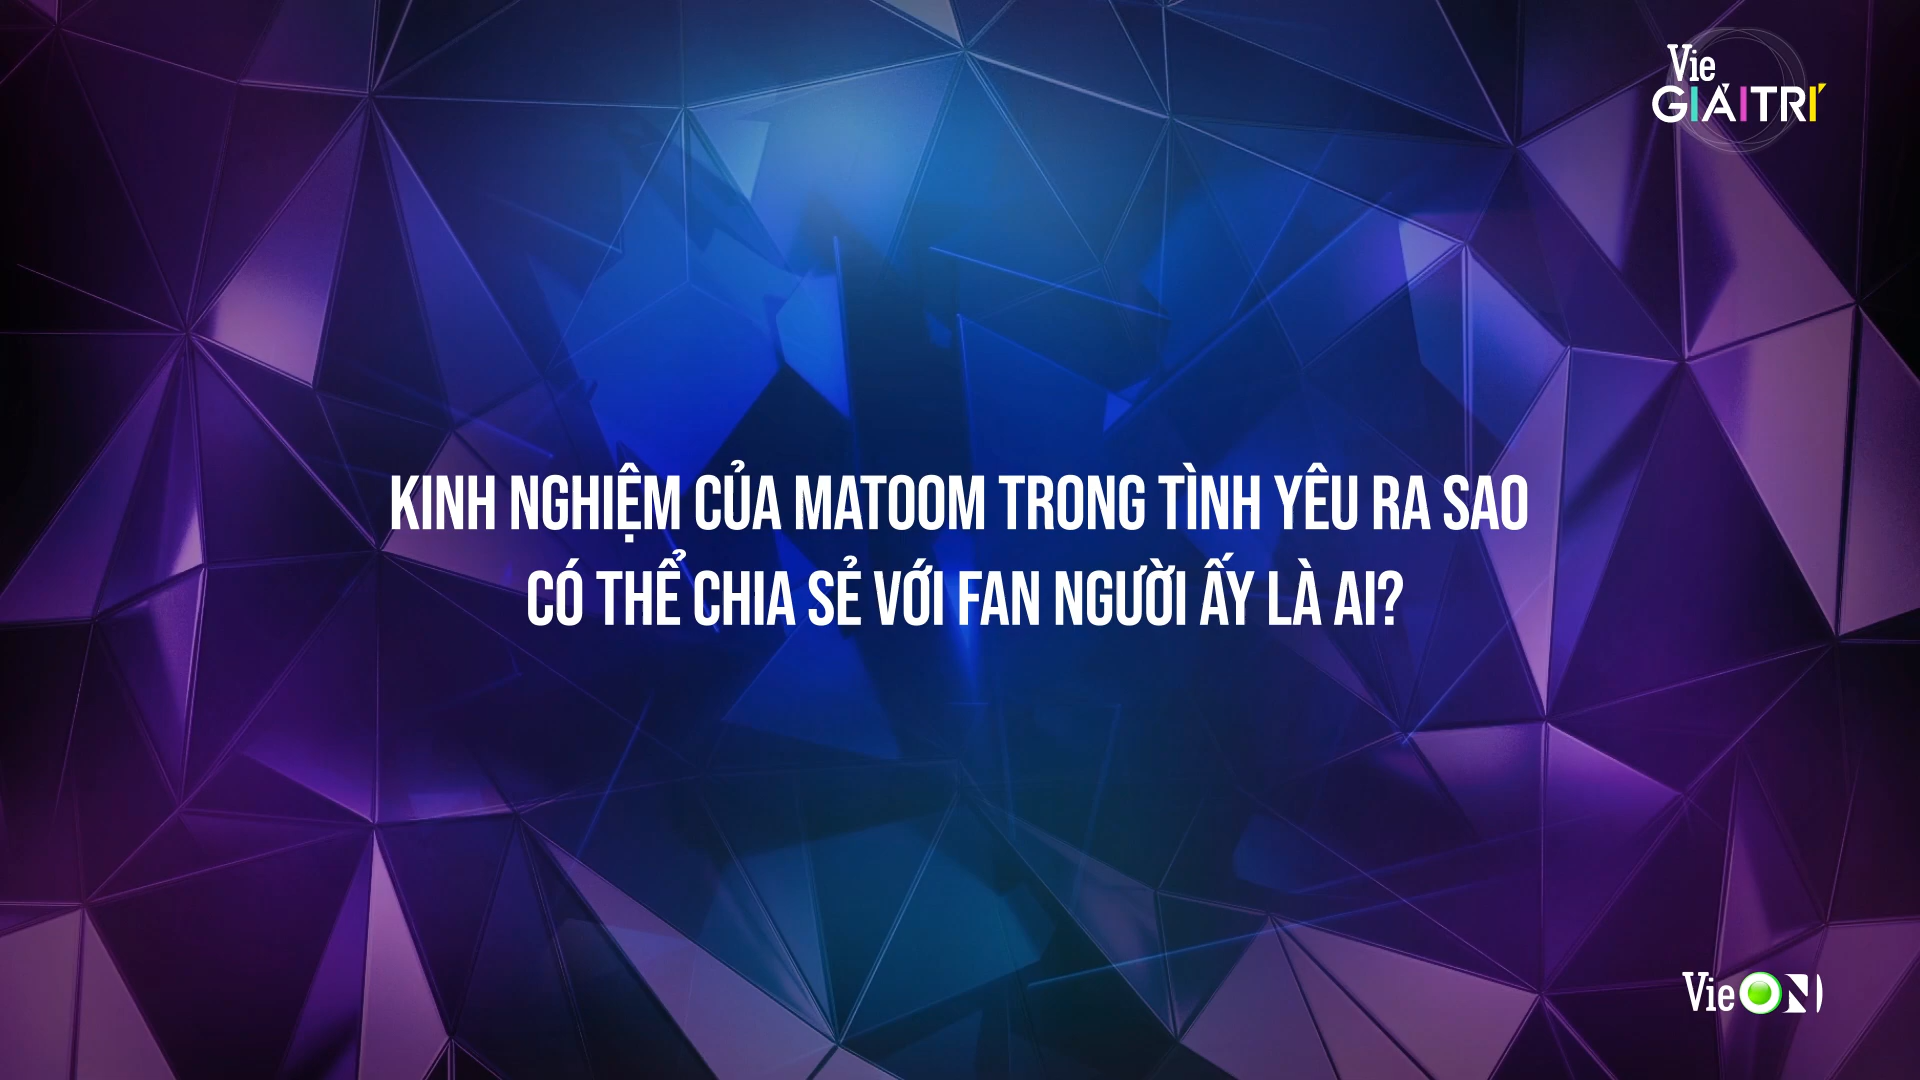 Vie
GIẢI TRÍ
KINH NGHIỆM CỦA MATOOM TRONG TÌNH YÊU RA SAO
CÓ THỂ CHIA SẺ VỚI FAN NGƯỜI ẤY LÀ AI?
VieON